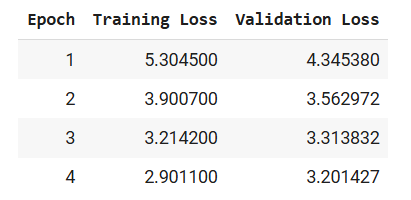 Epoch Training Loss Validation Loss
1 5.304500 4.345380
2 3.900700 3.562972
3 3.214200 3.313832
4 2.901100 3.201427